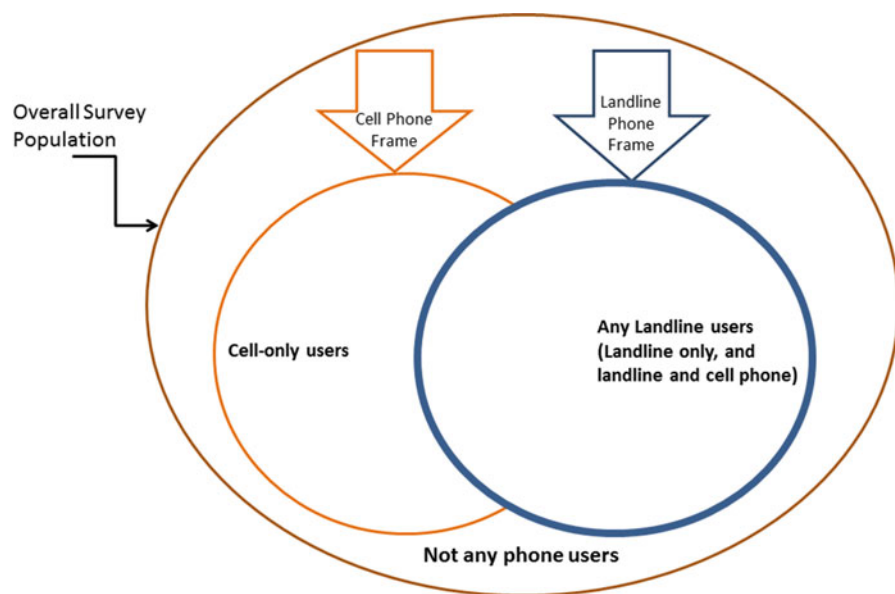 Overall Survey
Population
Cell Phone
Frame
Landline
Phone
Frame
Cell-only users
Any Landline users
(Landline only, and
landline and cell phone)
Not any phone users